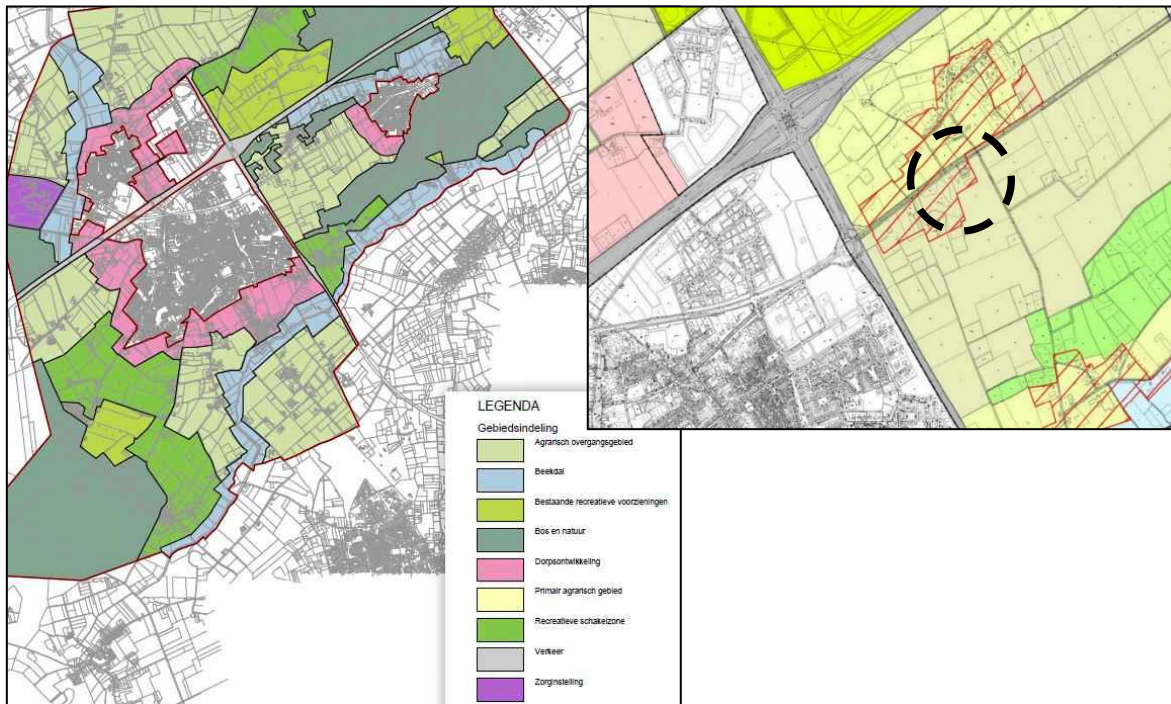 LEGENDA
Gebiedsindeling
Agrarisch overgangsgebied
Beekdal
Bestaande recreatieve voorzieningen
Bos en natuur
Dorpsontwikkeling
Primair agrarisch gebied
Recreatieve schakelzone
Verkeer
Zorginstelling